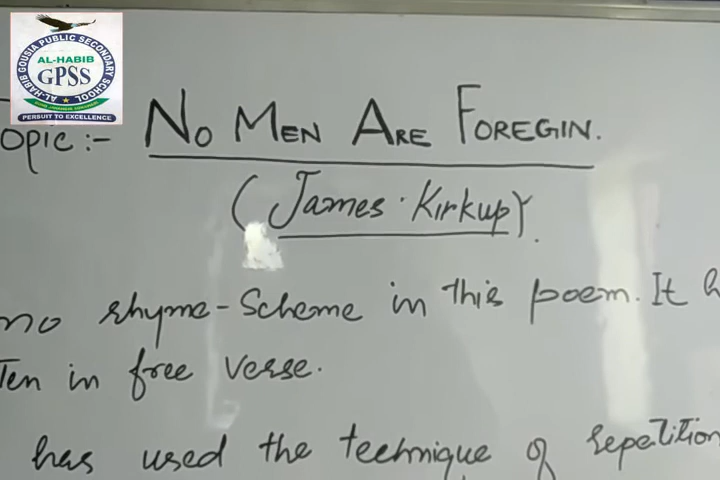 AL-HABIB GOUSIA PUBLIC SECONDARY SCHOOL
AL-HABIB
GPSS
PERSUIT TO EXCELLENCE
opic:- No Men Are Foregin.
(James Kirkup).
no rhyme-Scheme in this poem. It h
Ten in free verse.
has used the technique of repetition